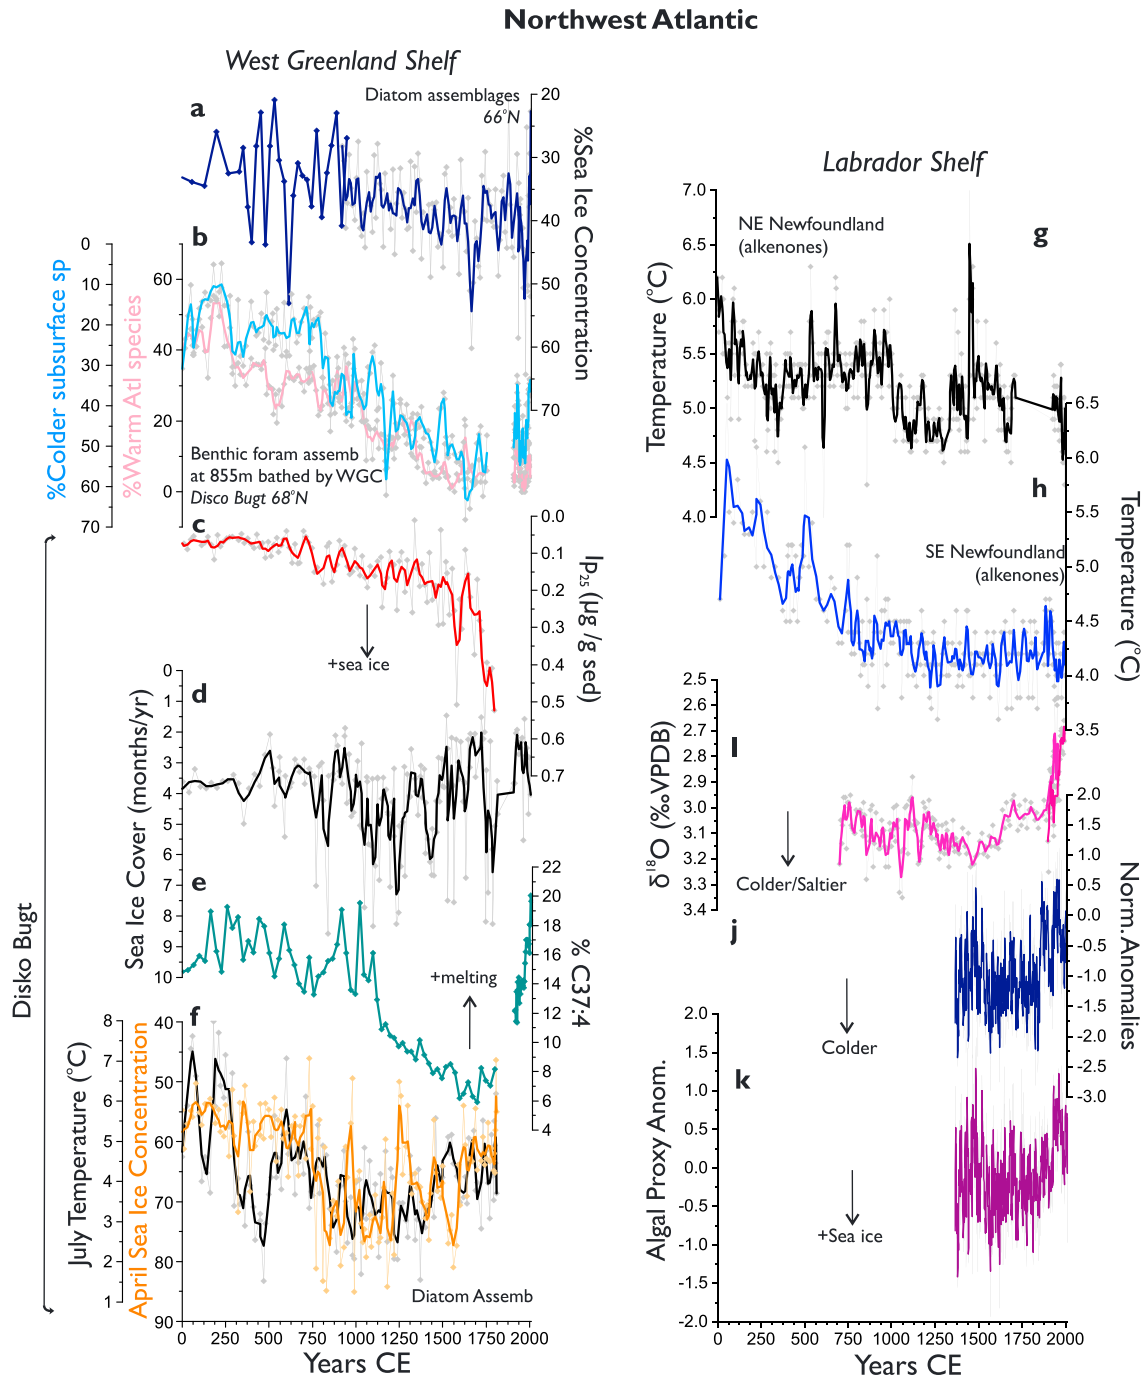 Northwest Atlantic
West Greenland Shelf
a
Diatom assemblages
66°N
20
30
40
50
60
70
%Sea Ice Concentration
b
0
10
20
30
40
50
60
70
%Colder subsurface sp
%Warm Atl species
60
40
20
0
Benthic foram assemb
at 855m bathed by WGC
Disco Bugt 68°N
c
0.0
0.1
0.2
0.3
0.4
0.5
0.6
0.7
Ip25 (µg /g sed)
+sea ice
d
0
1
2
3
4
5
6
7
8
9
10
Sea Ice Cover (months/yr)
e
22
20
18
16
14
12
10
8
6
4
% C37:4
+melting
Disko Bugt
f
8
7
6
5
4
3
2
1
July Temperature (°C)
April Sea Ice Concentration
40
50
60
70
80
90
Diatom Assemb
0 250 500 750 1000 1250 1500 1750 2000
Years CE
Labrador Shelf
7.0
6.5
6.0
5.5
5.0
4.5
4.0
Temperature (°C)
NE Newfoundland
(alkenones)
g
h
6.5
6.0
5.5
5.0
4.5
4.0
3.5
Temperature (°C)
SE Newfoundland
(alkenones)
I
2.5
2.6
2.7
2.8
2.9
3.0
3.1
3.2
3.3
3.4
δ18O (‰VPDB)
Colder/Saltier
j
2.0
1.5
1.0
0.5
0.0
-0.5
-1.0
-1.5
-2.0
-2.5
-3.0
Norm. Anomalies
Colder
k
2.0
1.5
1.0
0.5
0.0
-0.5
-1.0
-1.5
-2.0
Algal Proxy Anom.
+Sea ice
0 250 500 750 1000 1250 1500 1750 2000
Years CE